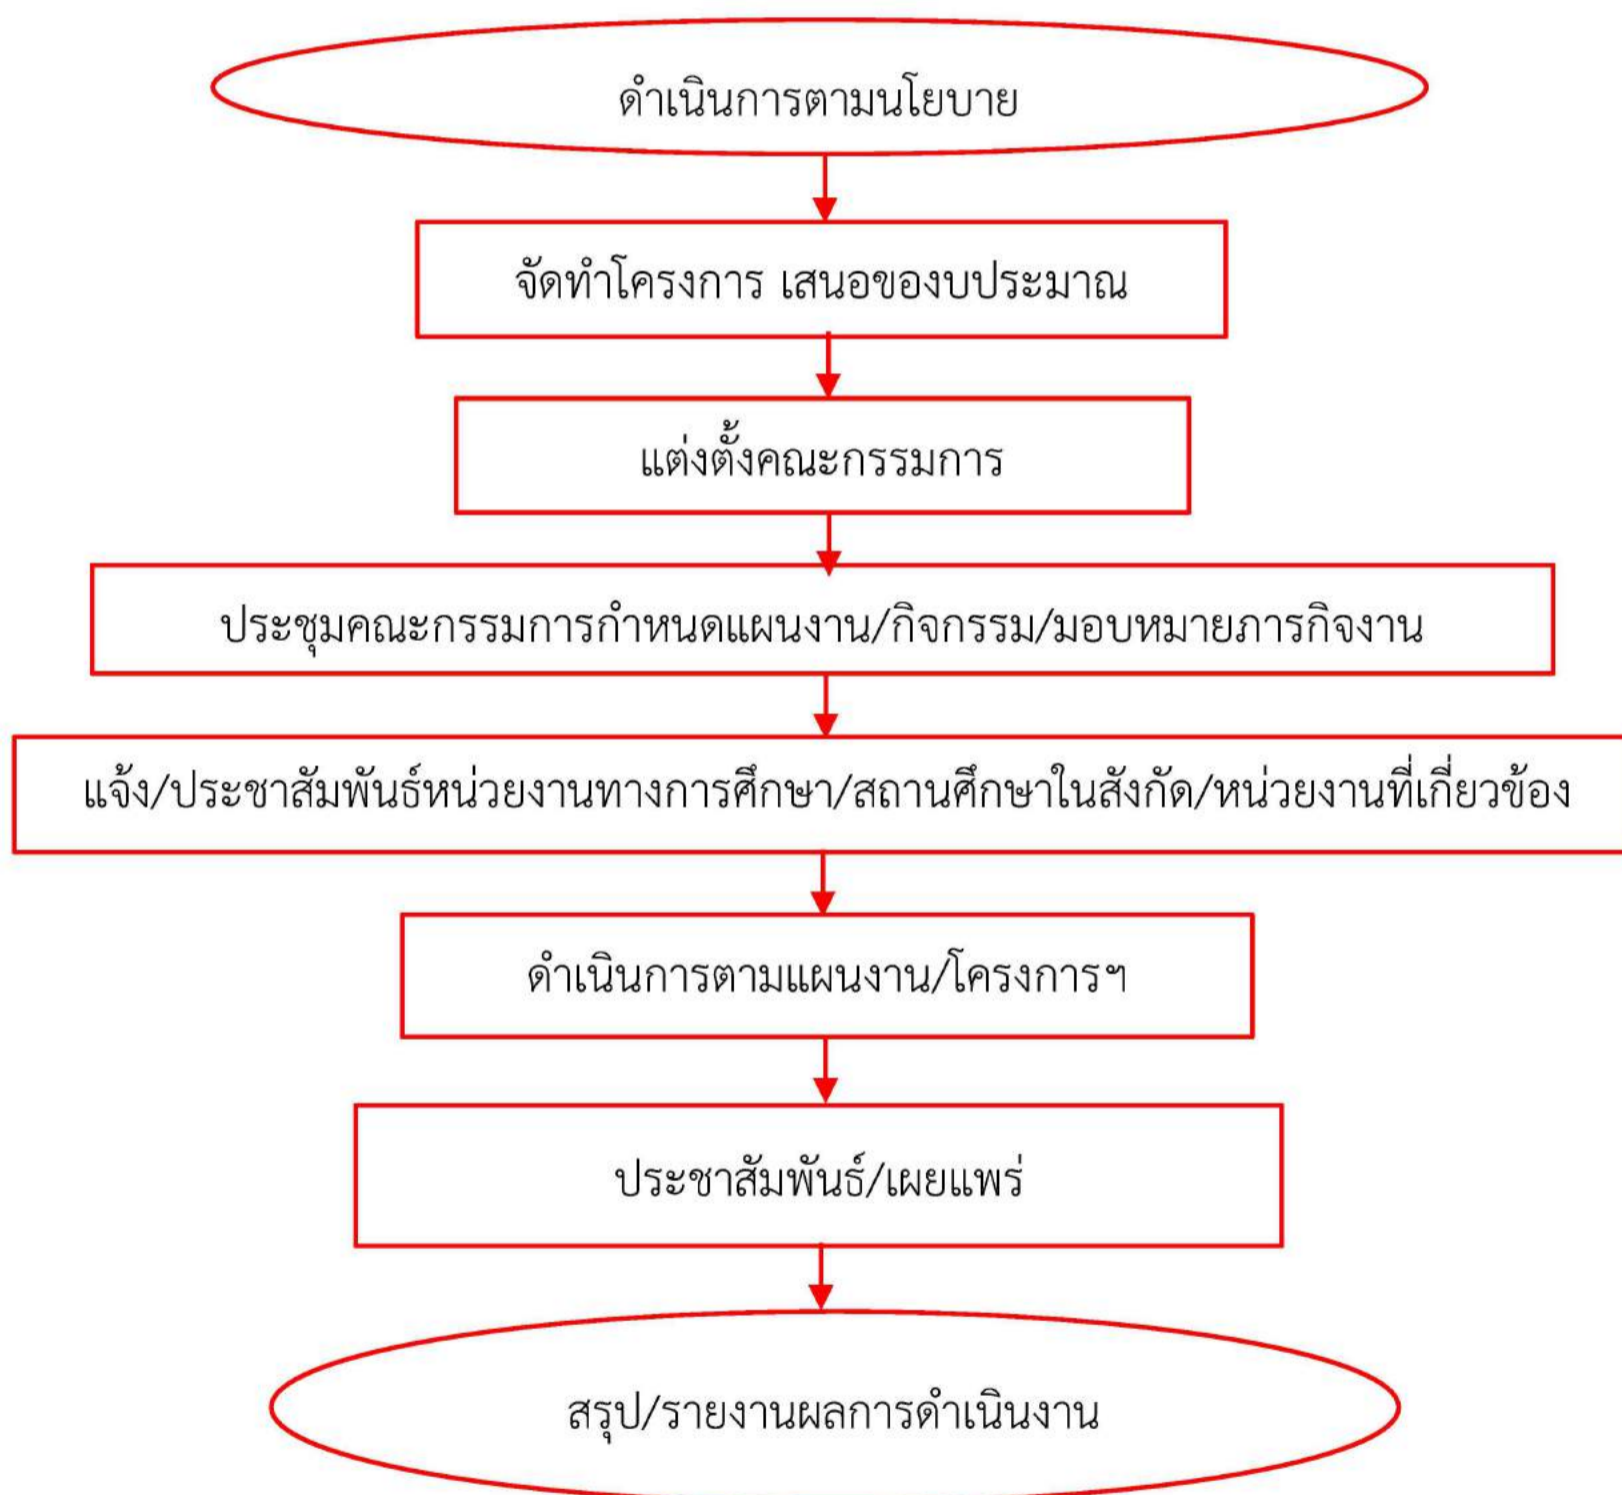 ดำเนินการตามนโยบาย
จัดทำโครงการ เสนอของบประมาณ
แต่งตั้งคณะกรรมการ
ประชุมคณะกรรมการกำหนดแผนงาน/กิจกรรม/มอบหมายภารกิจงาน
แจ้ง/ประชาสัมพันธ์หน่วยงานทางการศึกษา/สถานศึกษาในสังกัด/หน่วยงานที่เกี่ยวข้อง
ดำเนินการตามแผนงาน/โครงการฯ
ประชาสัมพันธ์/เผยแพร่
สรุป/รายงานผลการดำเนินงาน